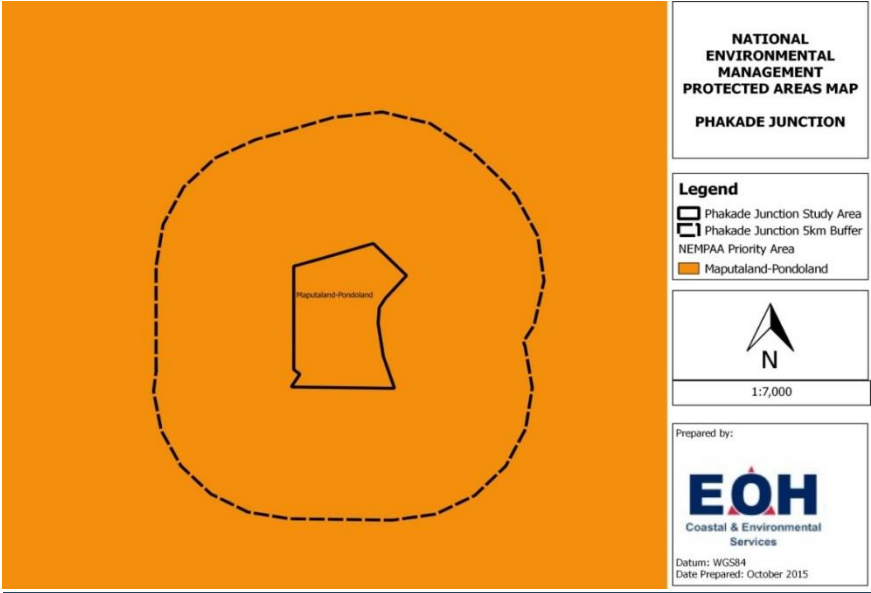 NATIONAL
ENVIRONMENTAL
MANAGEMENT
PROTECTED AREAS MAP
PHAKADE JUNCTION
Legend
Phakade Junction Study Area
Phakade Junction 5km Buffer
NEMPAA Priority Area
Maputaland-Pondoland
Maputaland-Pondoland
N
1:7,000
Prepared by:
EOH
Coastal & Environmental
Services
Datum: WGS84
Date Prepared: October 2015